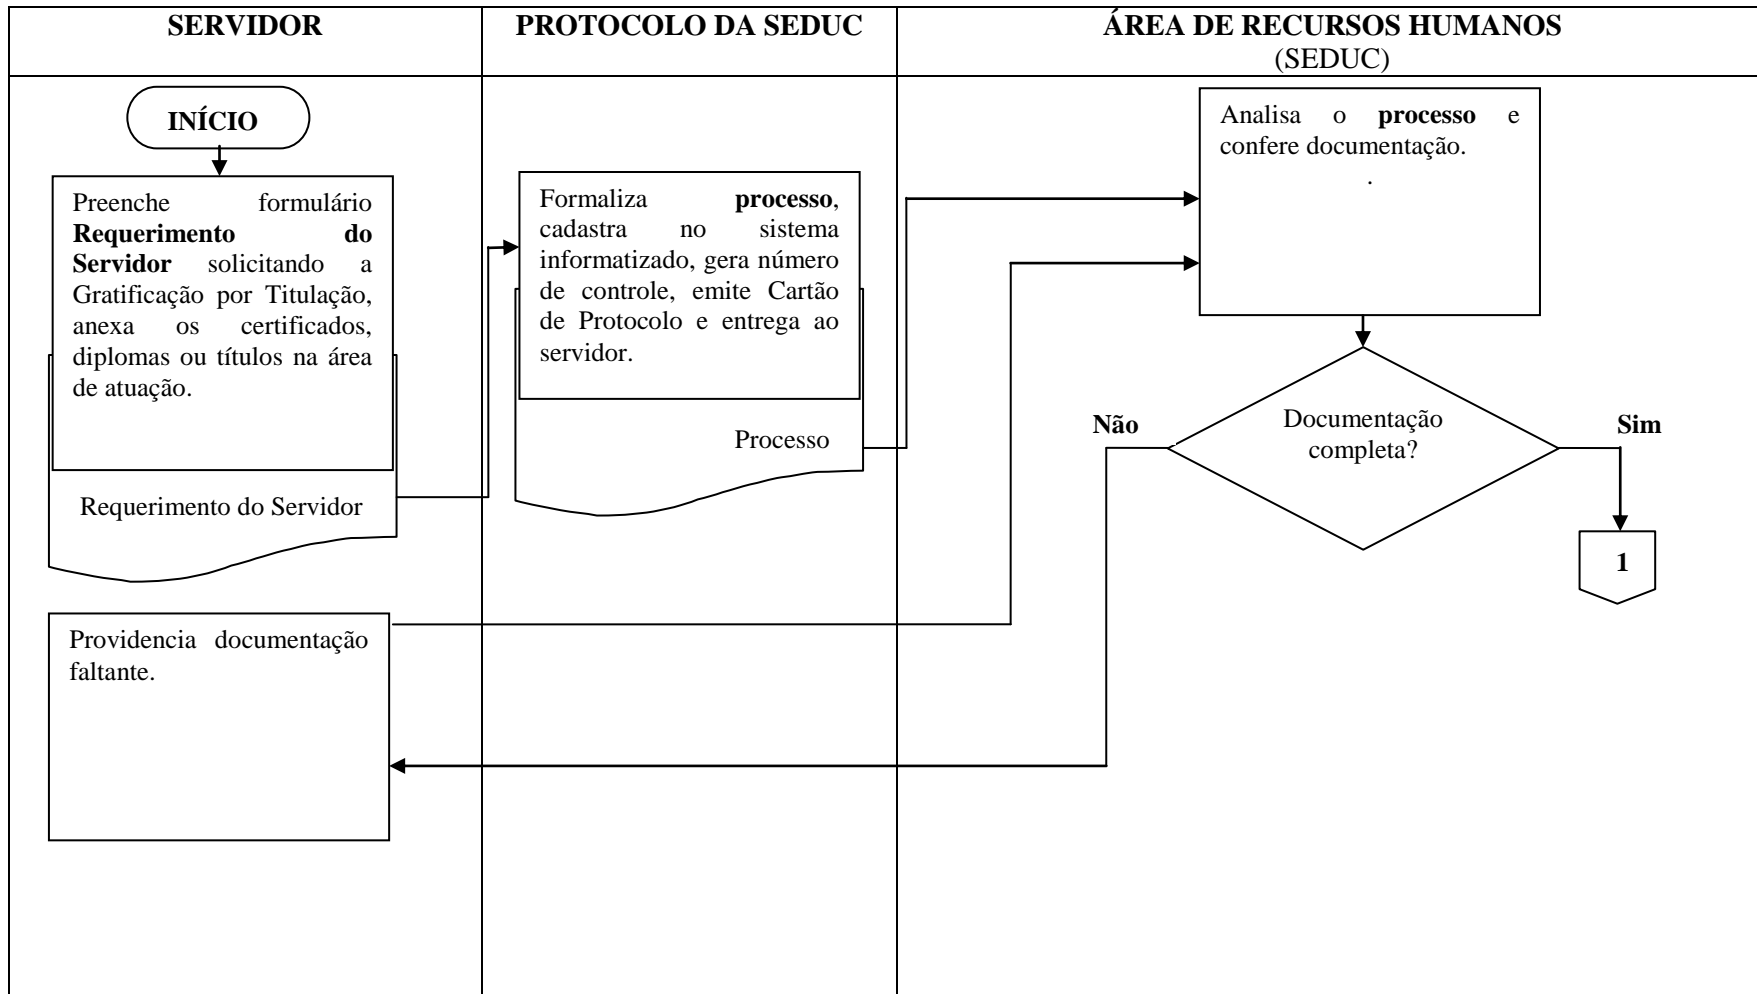 SERVIDOR
PROTOCOLO DA SEDUC
ÁREA DE RECURSOS HUMANOS
(SEDUC)
INÍCIO
Preenche formulário
Requerimento do
Servidor solicitando a
Gratificação por Titulação,
anexa os certificados,
diplomas ou títulos na área
de atuação.
Requerimento do Servidor
Providencia documentação
faltante.
Formaliza processo,
cadastra no sistema
informatizado, gera número
de controle, emite Cartão
de Protocolo e entrega ao
servidor.
Processo
Analisa o processo e
confere documentação.
.
Documentação
completa?
Não
Sim
1